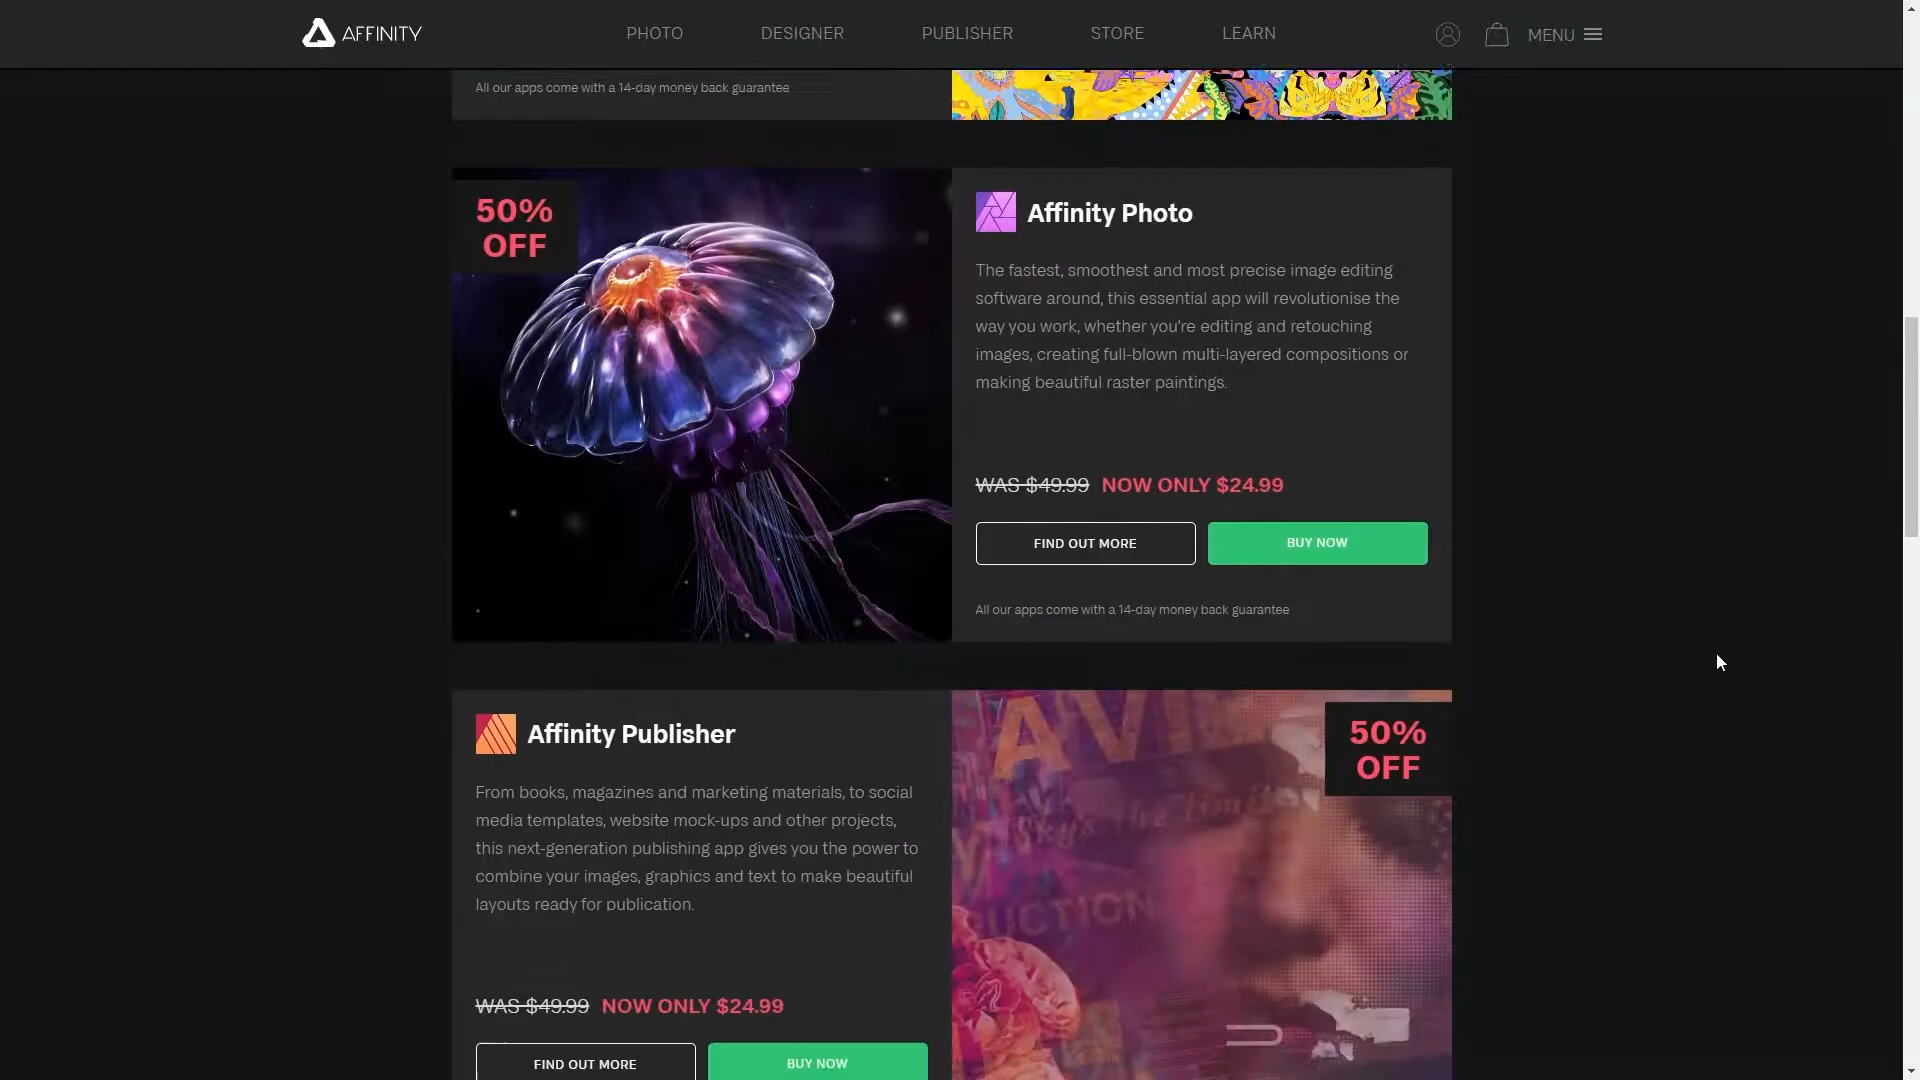 AFFINITY
PHOTO
DESIGNER
PUBLISHER
STORE
LEARN
MENU
All our apps come with a 14-day money back guarantee
50%
OFF
Affinity Photo
The fastest, smoothest and most precise image editing
software around, this essential app will revolutionise the
way you work, whether you're editing and retouching
images, creating full-blown multi-layered compositions or
making beautiful raster paintings.
WAS $49.99 NOW ONLY $24.99
FIND OUT MORE
BUY NOW
All our apps come with a 14-day money back guarantee
Affinity Publisher
From books, magazines and marketing materials, to social
media templates, website mock-ups and other projects,
this next-generation publishing app gives you the power to
combine your images, graphics and text to make beautiful
layouts ready for publication.
WAS $49.99 NOW ONLY $24.99
FIND OUT MORE
BUY NOW
AVI
50%
OFF
UCTION